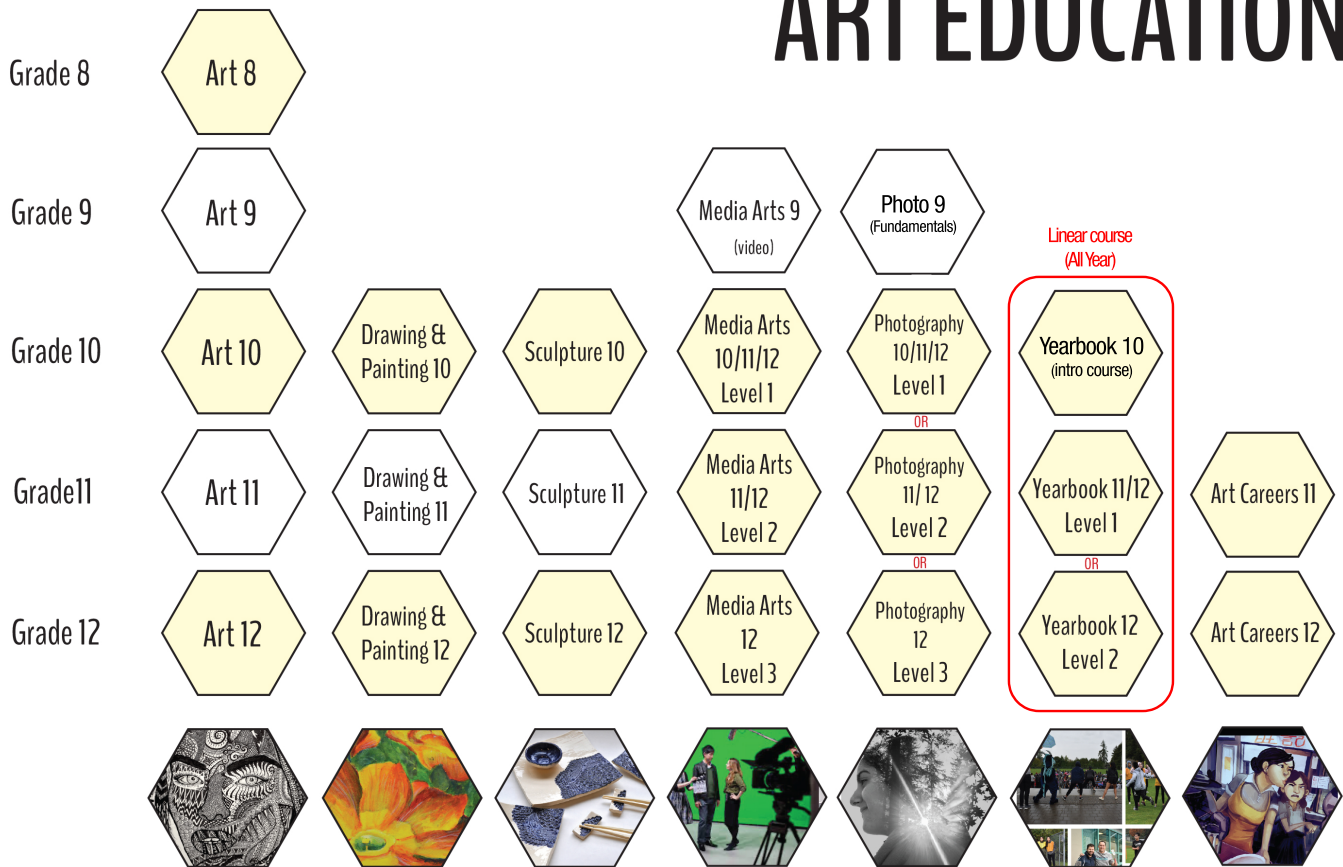 ART EDUCATION
Grade 8
Art 8
Grade 9
Art 9
Media Arts 9
(video)
Photo 9
(Fundamentals)
Linear course
(All Year)
Grade 10
Art 10
Drawing &
Painting 10
Sculpture 10
Media Arts
10/11/12
Level 1
Photography
10/11/12
Level 1
Yearbook 10
(intro course)
OR
Grade11
Art 11
Drawing &
Painting 11
Sculpture 11
Media Arts
11/12
Level 2
Photography
11/ 12
Level 2
Yearbook 11/12
Level 1
Art Careers 11
OR
OR
Grade 12
Art 12
Drawing &
Painting 12
Sculpture 12
Media Arts
12
Level 3
Photography
12
Level 3
Yearbook 12
Level 2
Art Careers 12